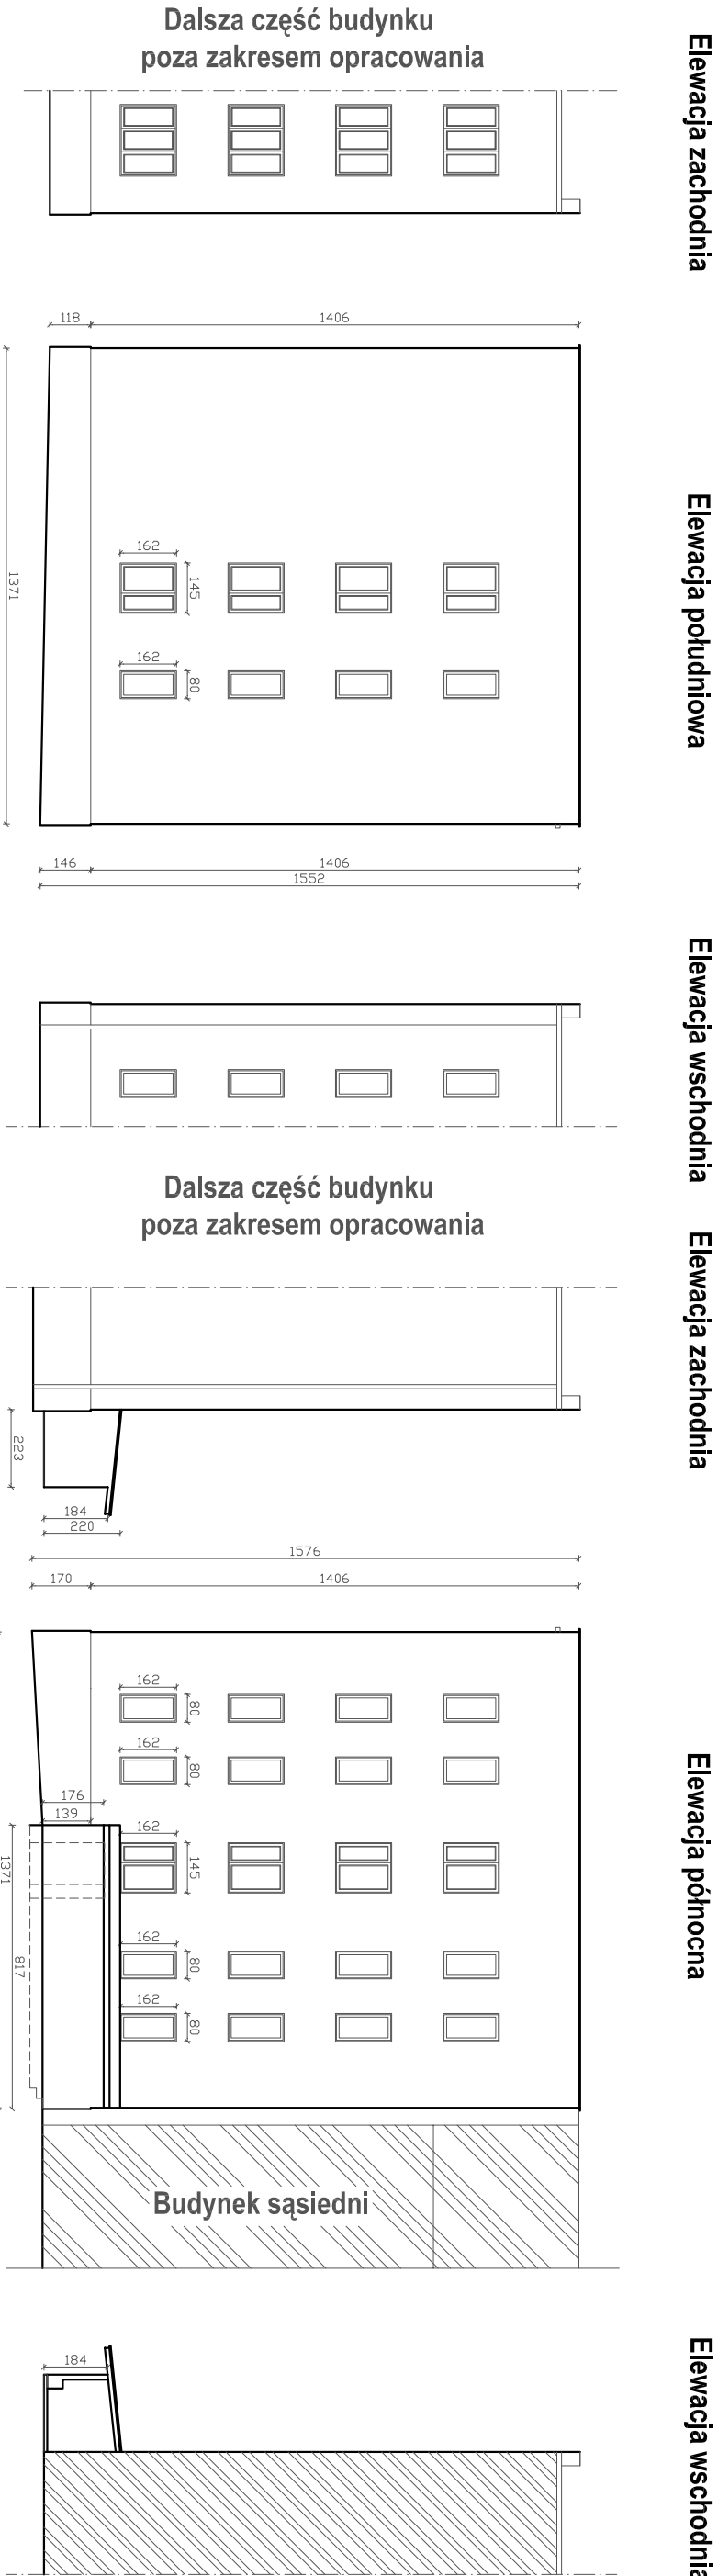 Dalsza część budynku
poza zakresem opracowania
Elewacja zachodnia
118
1406
1371
162
145
162
80
Elewacja południowa
146
1406
1552
Elewacja wschodnia
Dalsza część budynku
poza zakresem opracowania
Elewacja zachodnia
223
184
220
1576
170
1406
162
80
162
80
176
139
162
145
1371
817
162
80
162
80
Elewacja północna
Budynek sąsiedni
184
Elewacja wschodnia